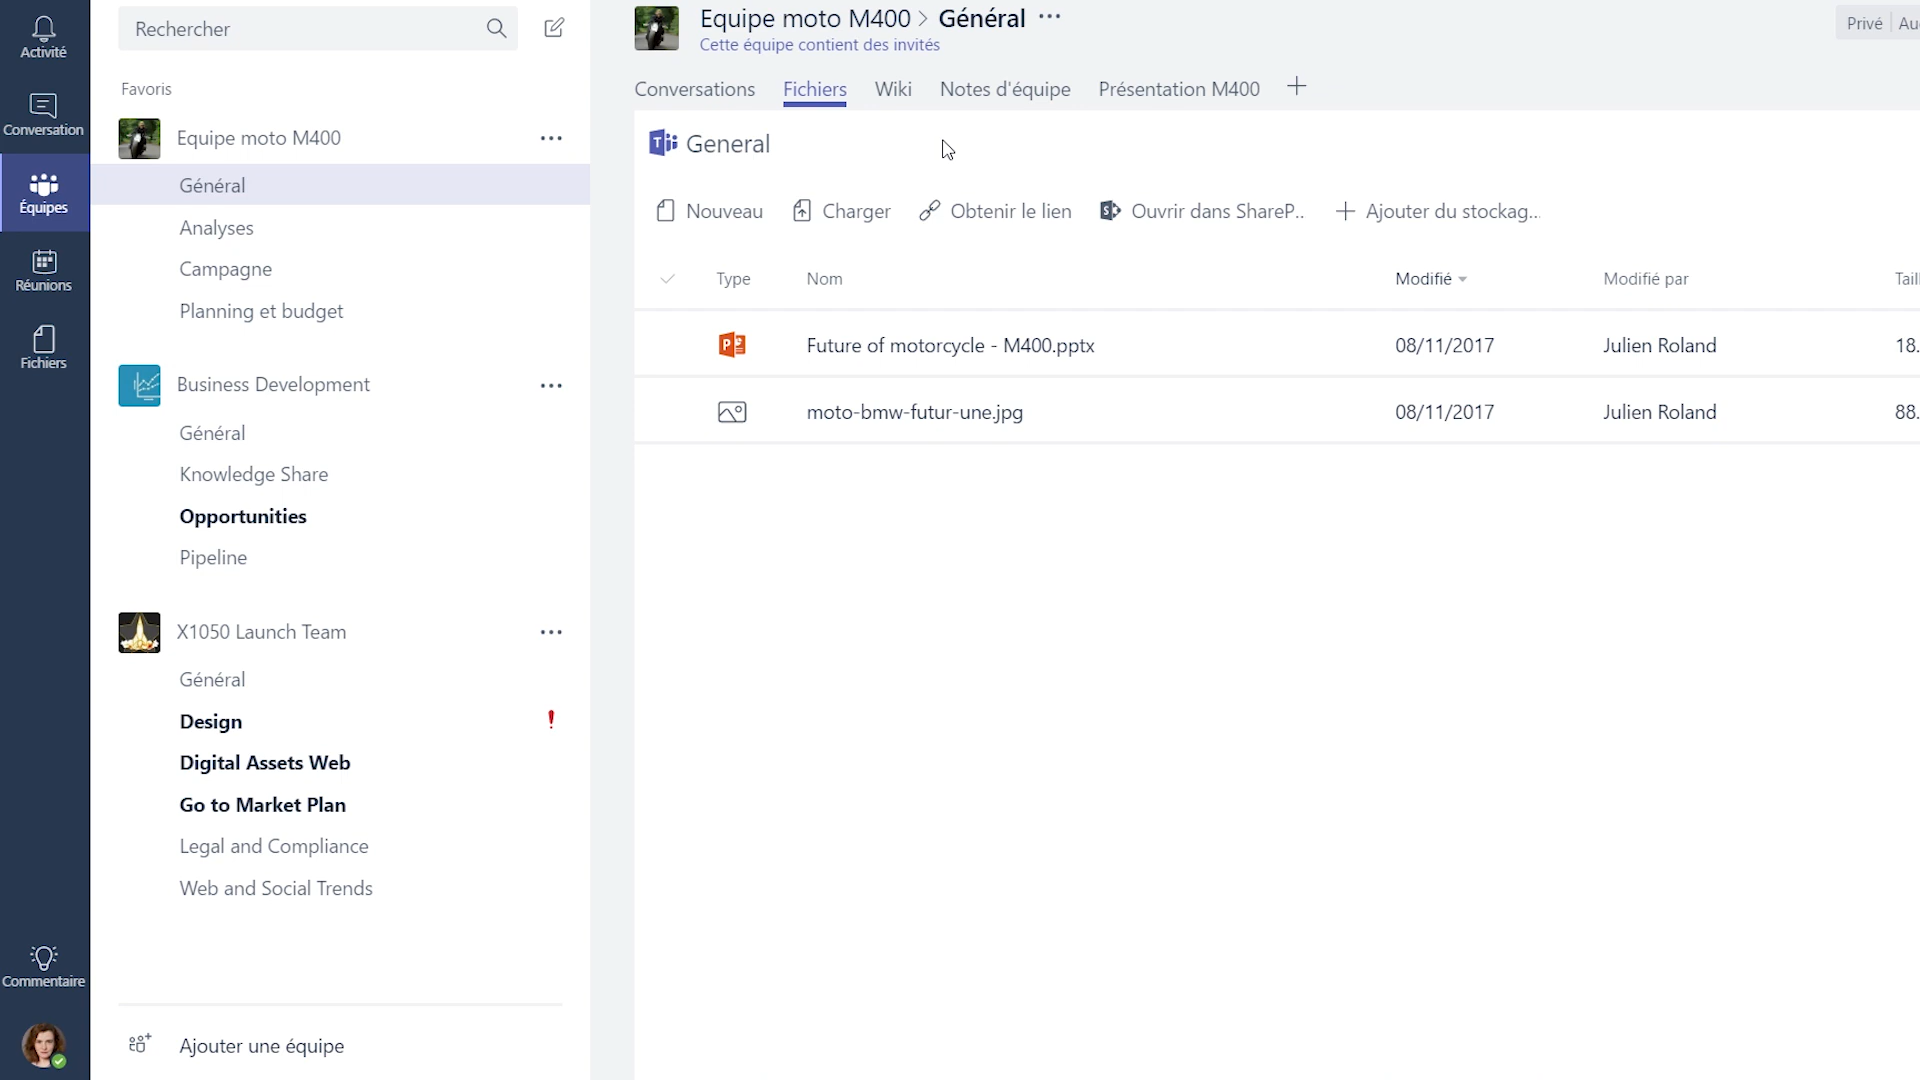 Activité
Conversation
Équipes
Réunions
Fichiers
Commentaire
Rechercher
Favoris
Equipe moto M400
Général
Analyses
Campagne
Planning et budget
Business Development
Général
Knowledge Share
Opportunities
Pipeline
X1050 Launch Team
Général
Design
Digital Assets Web
Go to Market Plan
Legal and Compliance
Web and Social Trends
Ajouter une équipe
Equipe moto M400 > Général ...
Cette équipe contient des invités
Privé
Conversations Fichiers Wiki Notes d'équipe Présentation M400
General
Nouveau Charger Obtenir le lien Ouvrir dans ShareP.. Ajouter du stockag...
Type Nom Modifié Modifié par
Future of motorcycle - M400.pptx 08/11/2017 Julien Roland 18.
moto-bmw-futur-une.jpg 08/11/2017 Julien Roland 88.